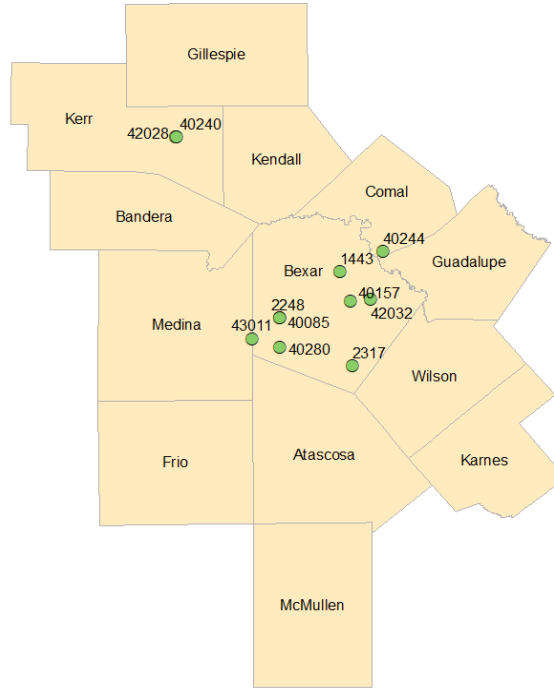 Gillespie
Kerr
42028
40240
Kendall
Comal
Bandera
40244
1443
Bexar
Guadalupe
40157
2248
42032
Medina
43011
40085
40280
2317
Wilson
Frio
Atascosa
Karnes
McMullen